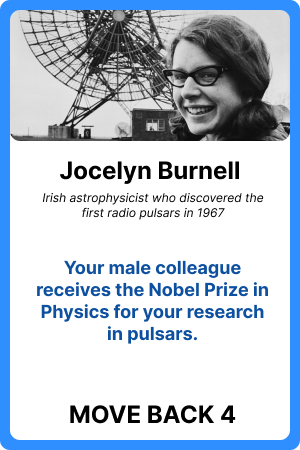 Jocelyn Burnell
Irish astrophysicist who discovered the
first radio pulsars in 1967
Your male colleague
receives the Nobel Prize in
Physics for your research
in pulsars.
MOVE BACK 4